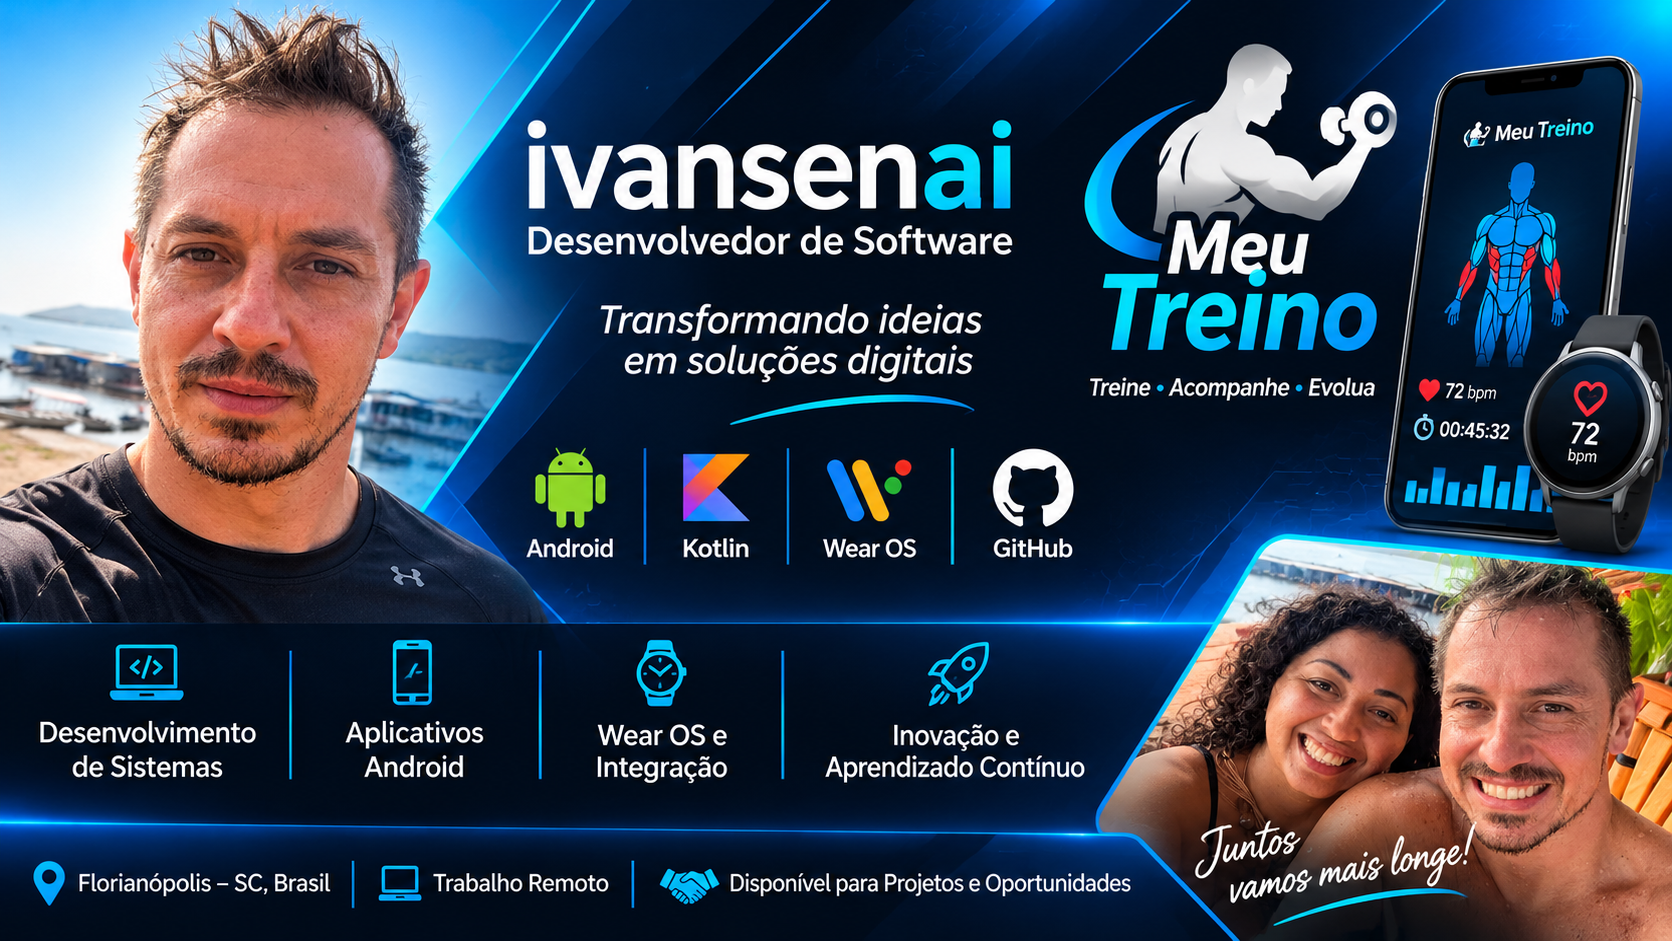 ivansenai
Desenvolvedor de Software
Transformando ideias
em soluções digitais
Android
Kotlin
Wear OS
GitHub
Meu
Treino
Treine • Acompanhe • Evolua
Meu Treino
72 bpm
00:45:32
72
bpm
Desenvolvimento
de Sistemas
Aplicativos
Android
Wear OS e
Integração
Inovação e
Aprendizado Contínuo
Florianópolis – SC, Brasil
Trabalho Remoto
Disponível para Projetos e Oportunidades
Juntos
vamos mais longe!